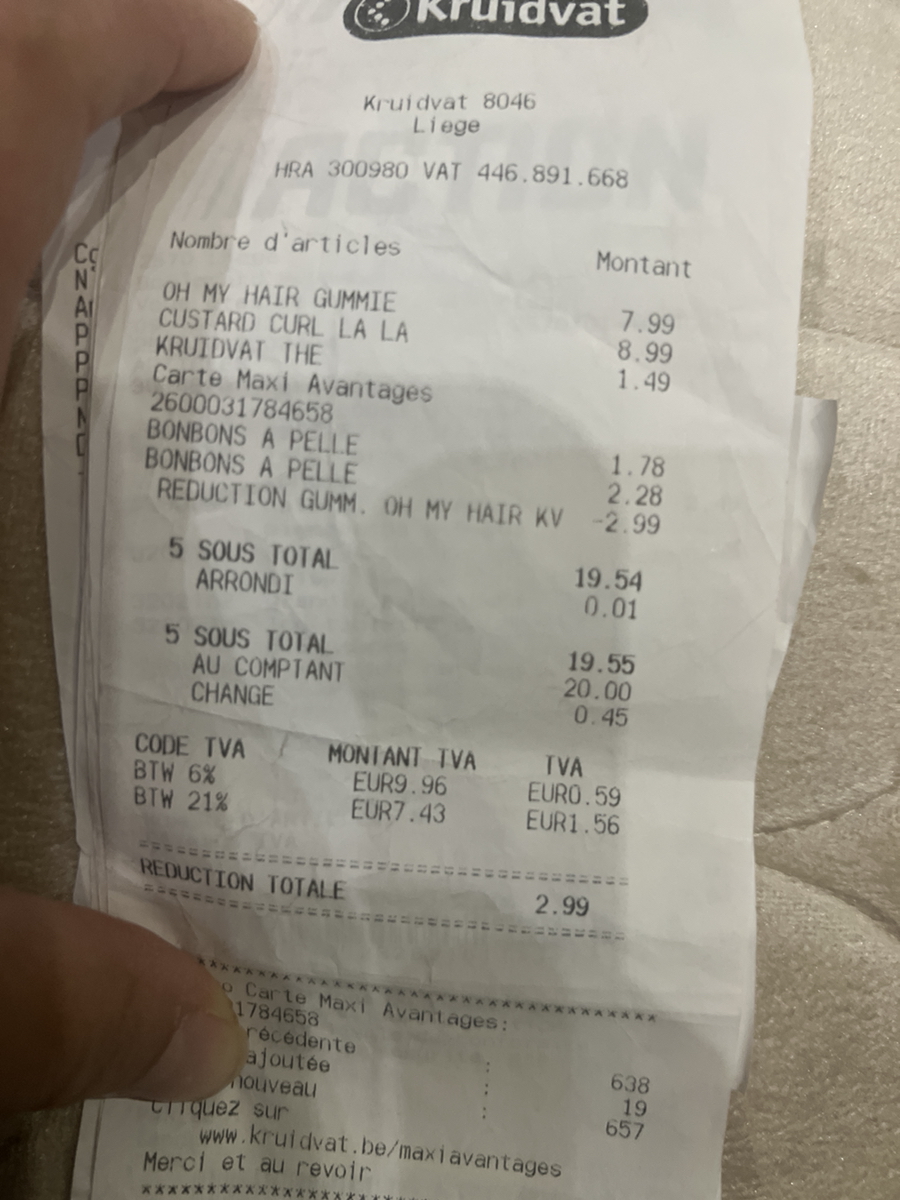 Kruidvat
Kruidvat 8046
Liege
HRA 300980 VAT 446.891.668
Nombre d'articles Montant
OH MY HAIR GUMMIE 7.99
CUSTARD CURL LA LA 8.99
KRUIDVAT THE 1.49
Carte Maxi Avantages
2600031784658
BONBONS A PELLE 1.78
BONBONS A PELLE 2.28
REDUCTION GUMM. OH MY HAIR KV -2.99
5 SOUS TOTAL 19.54
ARRONDI 0.01
5 SOUS TOTAL 19.55
AU COMPTANT 20.00
CHANGE 0.45
CODE TVA / MONTANT TVA TVA
BTW 6% EUR9.96 EUR0.59
BTW 21% EUR7.43 EUR1.56
REDUCTION TOTALE 2.99
o Carte Maxi Avantages:
1784658
récédente : 638
ajoutée : 19
nouveau : 657
Cliquez sur
www.kruidvat.be/maxiavantages
Merci et au revoir